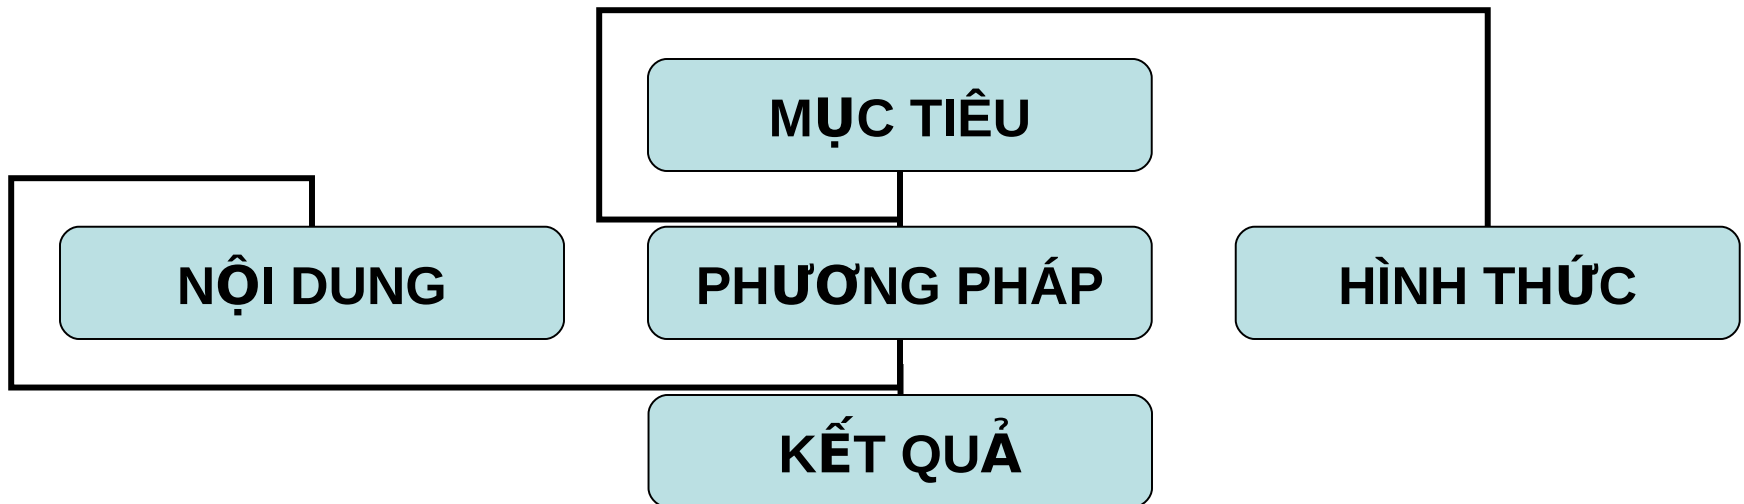 MỤC TIÊU
NỘI DUNG
PHƯƠNG PHÁP
HÌNH THỨC
KẾT QUẢ